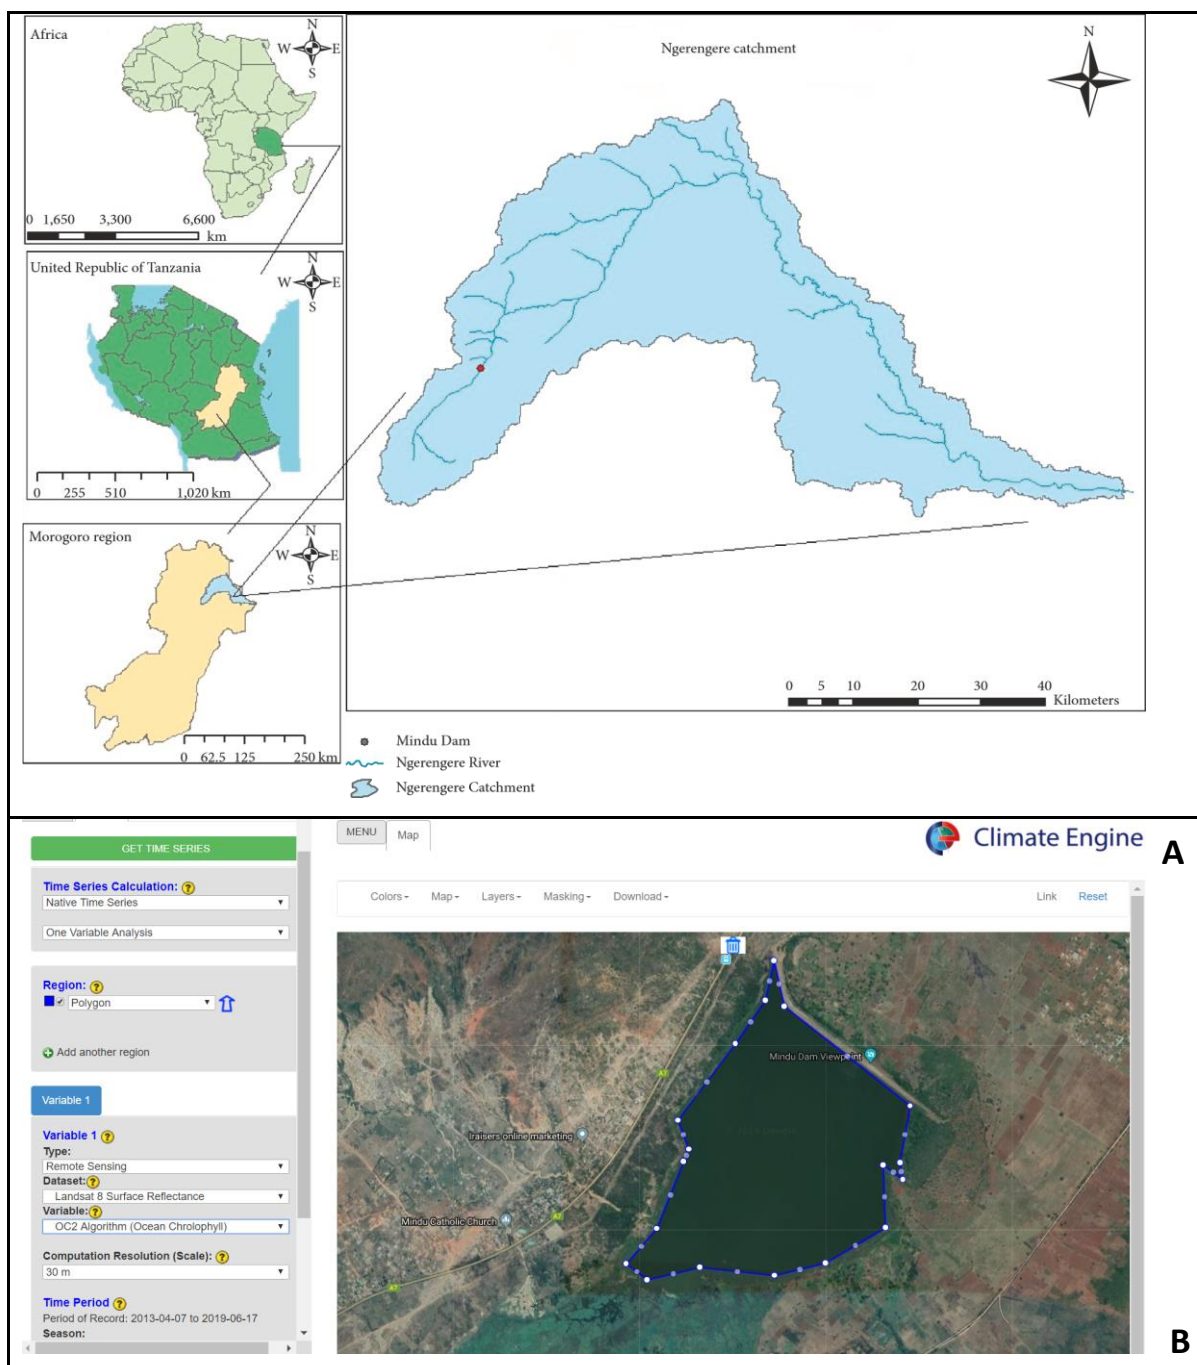 Africa
N
W E
S
0 1,650 3,300 6,600
km
United Republic of Tanzania
N
W E
S
0 255 510 1,020 km
Morogoro region
N
W E
S
0 62.5 125 250 km
Ngerengere catchment
N
0 5 10 20 30 40
Kilometers
Mindu Dam
Ngerengere River
Ngerengere Catchment
A
GET TIME SERIES
Time Series Calculation: ?
Native Time Series
One Variable Analysis
Region: ?
Polygon
Add another region
Variable 1
Variable 1 ?
Type:
Remote Sensing
Dataset: ?
Landsat 8 Surface Reflectance
Variable: ?
OC2 Algorithm (Ocean Chrolophyll)
Computation Resolution (Scale): ?
30 m
Time Period ?
Period of Record: 2013-04-07 to 2019-06-17
Season:
MENU
Map
Climate Engine
Colors
Map
Layers
Masking
Download
Link
Reset
Mindu Dam Viewpoint
A7
Iraisers online marketing
Mindu Catholic Church
A7
A7
B